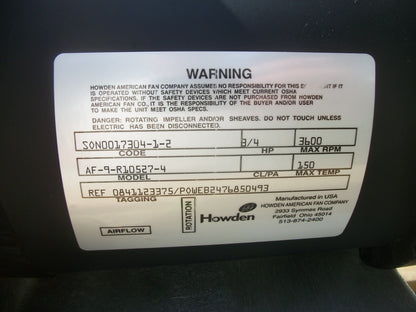 WARNING
HOWDEN AMERICAN FAN COMPANY ASSUMES NO RESPONSIBILITY FOR THIS IF IT
IS OPERATED WITHOUT SAFETY DEVICES WHICH MEET CURRENT OSHA
SPECIFICATIONS. IF THE SAFETY DEVICES ARE NOT PURCHASED FROM HOWDEN
AMERICAN FAN CO., IT IS THE RESPONSIBILITY OF THE BUYER AND/OR USER
TO MAKE THE UNIT MEET OSHA SPECS.
DANGER: ROTATING IMPELLER AND/OR SHEAVES. DO NOT TOUCH UNLESS
ELECTRIC HAS BEEN DISCONNECTED.
SON0017304-1-2 3/4 3600
CODE HP MAX RPM
AF-9-R10527-4 150
MODEL CL/PA MAX TEMP
REF 0841123375/POWEB2476850493
TAGGING
Manufactured in USA
HOWDEN AMERICAN FAN COMPANY
2933 Symmes Road
Fairfield Ohio 45014
513-874-2400
Howden
ROTATION
AIRFLOW